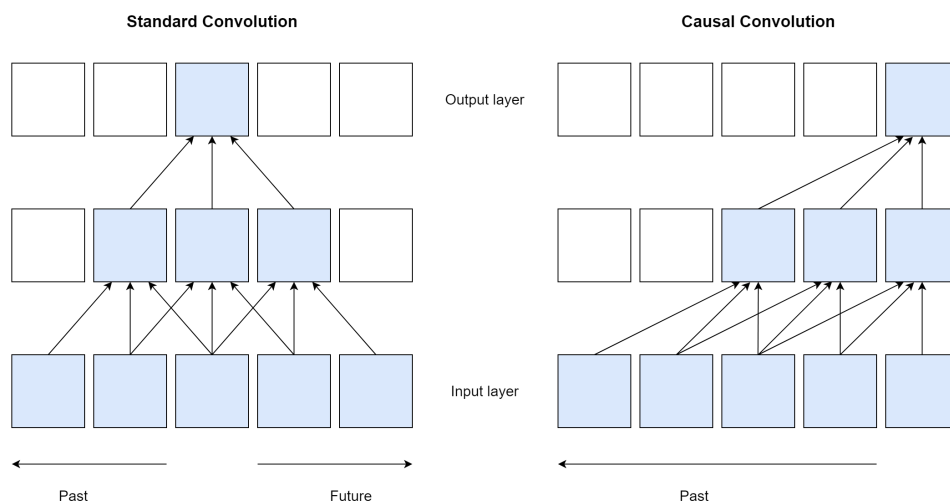 Standard Convolution
Causal Convolution
Output layer
Input layer
Past
Future
Past